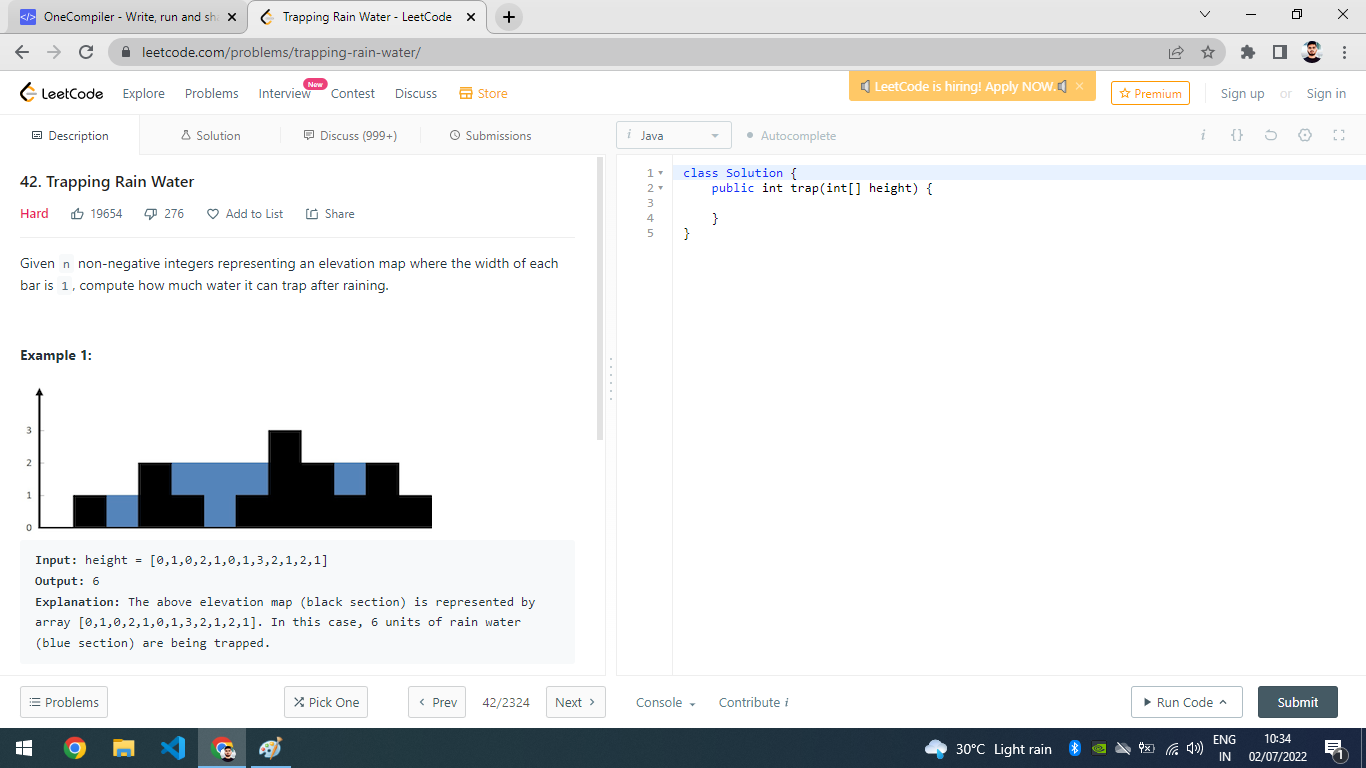 OneCompiler - Write, run and sh
Trapping Rain Water - LeetCode
leetcode.com/problems/trapping-rain-water/
LeetCode Explore Problems Interview New Contest Discuss Store
LeetCode is hiring! Apply NOW.
Premium Sign up or Sign in
Description Solution Discuss (999+) Submissions
i Java Autocomplete i {}
42. Trapping Rain Water
Hard 19654 276 Add to List Share
Given n non-negative integers representing an elevation map where the width of each
bar is 1, compute how much water it can trap after raining.
Example 1:
3
2
1
0
Input: height = [0,1,0,2,1,0,1,3,2,1,2,1]
Output: 6
Explanation: The above elevation map (black section) is represented by
array [0,1,0,2,1,0,1,3,2,1,2,1]. In this case, 6 units of rain water
(blue section) are being trapped.
1 class Solution {
2 public int trap(int[] height) {
3
4 }
5 }
Problems Pick One Prev 42/2324 Next Console Contribute i Run Code Submit
30°C Light rain
ENG
IN
10:34
02/07/2022
1